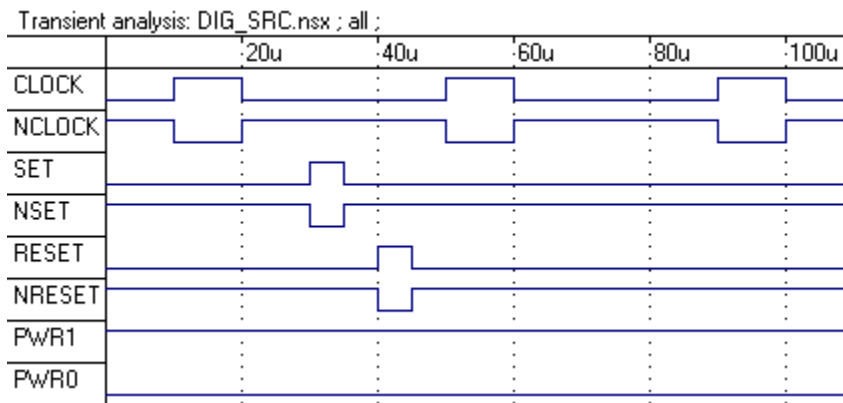 Transient analysis: DIG_SRC.nsx ; all ;
20u 40u 60u 80u 100u
CLOCK
NCLOCK
SET
NSET
RESET
NRESET
PWR1
PWR0